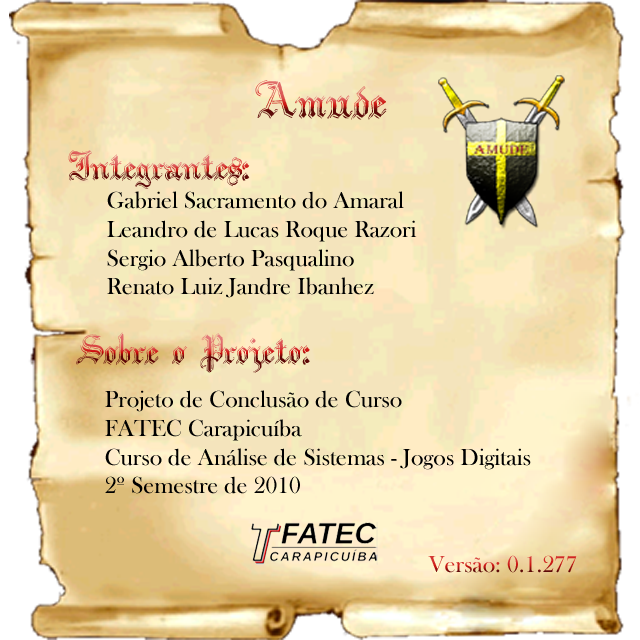 Amude
AMUDE
Integrantes:
Gabriel Sacramento do Amaral
Leandro de Lucas Roque Razori
Sergio Alberto Pasqualino
Renato Luiz Jandre Ibanhez
Sobre o Projeto:
Projeto de Conclusão de Curso
FATEC Carapicuíba
Curso de Análise de Sistemas - Jogos Digitais
2º Semestre de 2010
FATEC
CARAPICUÍBA
Versão: 0.1.277